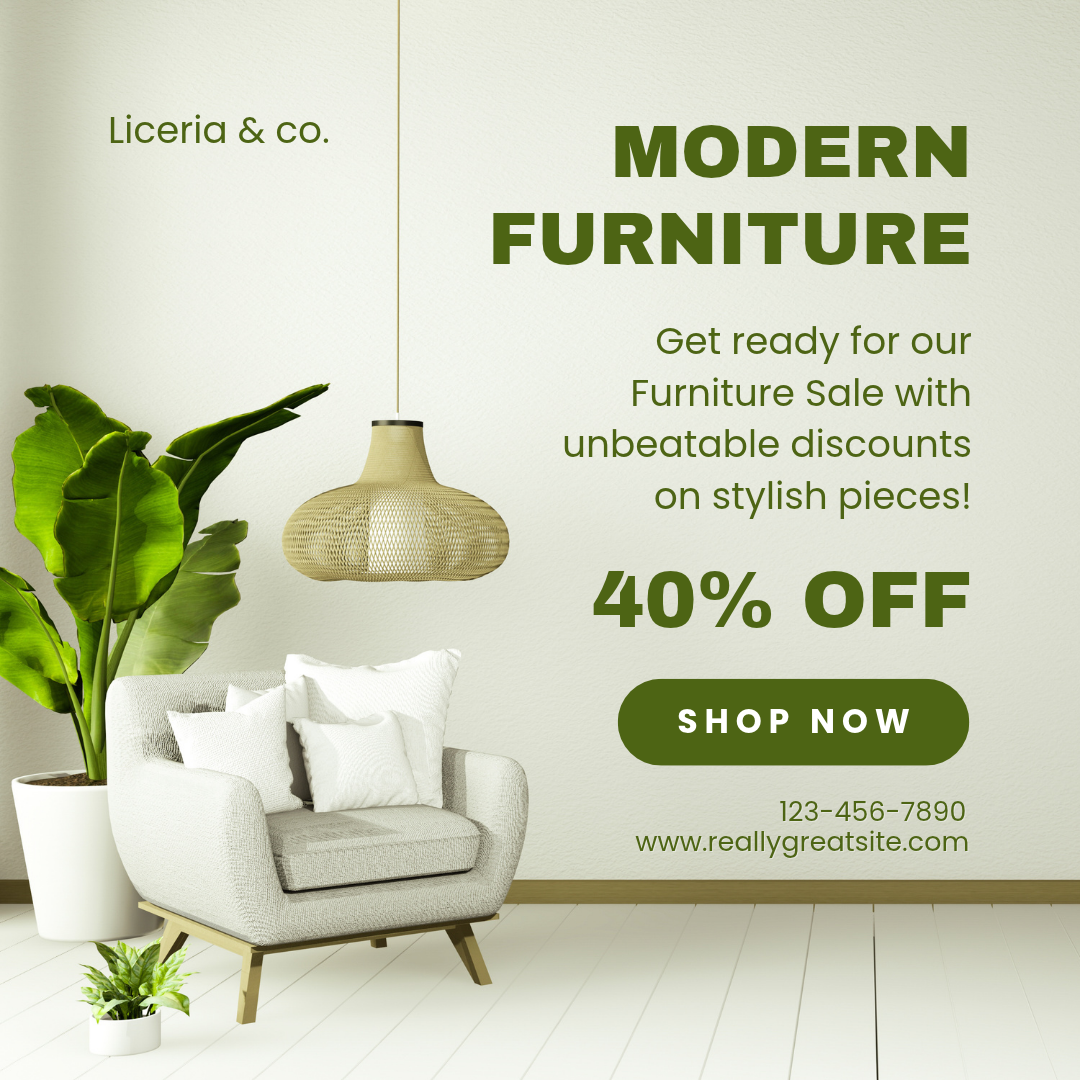 Liceria & co.
MODERN
FURNITURE
Get ready for our
Furniture Sale with
unbeatable discounts
on stylish pieces!
40% OFF
SHOP NOW
123-456-7890
www.reallygreatsite.com